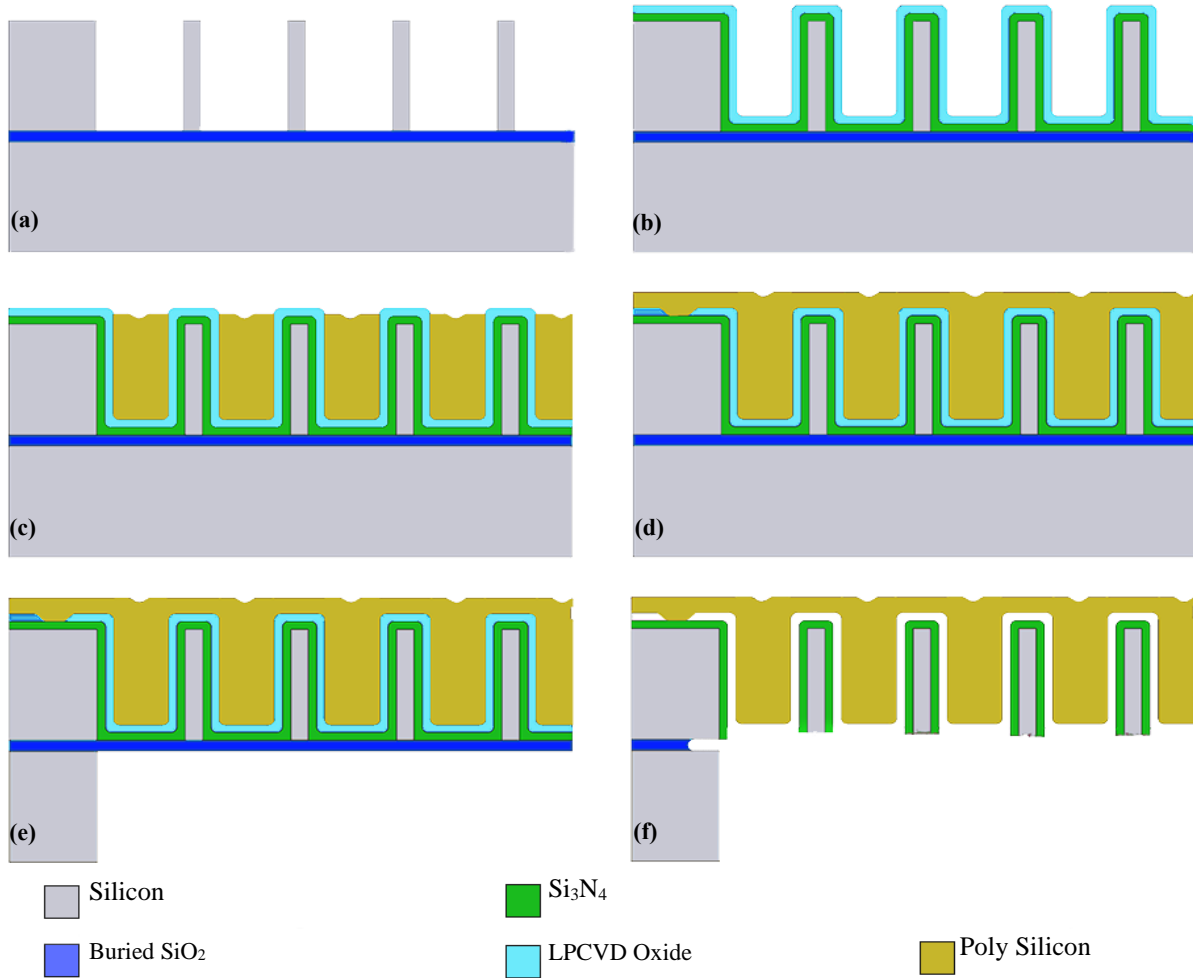 (a)
(b)
(c)
(d)
(e)
(f)
Silicon
Si₃N₄
Buried SiO₂
LPCVD Oxide
Poly Silicon